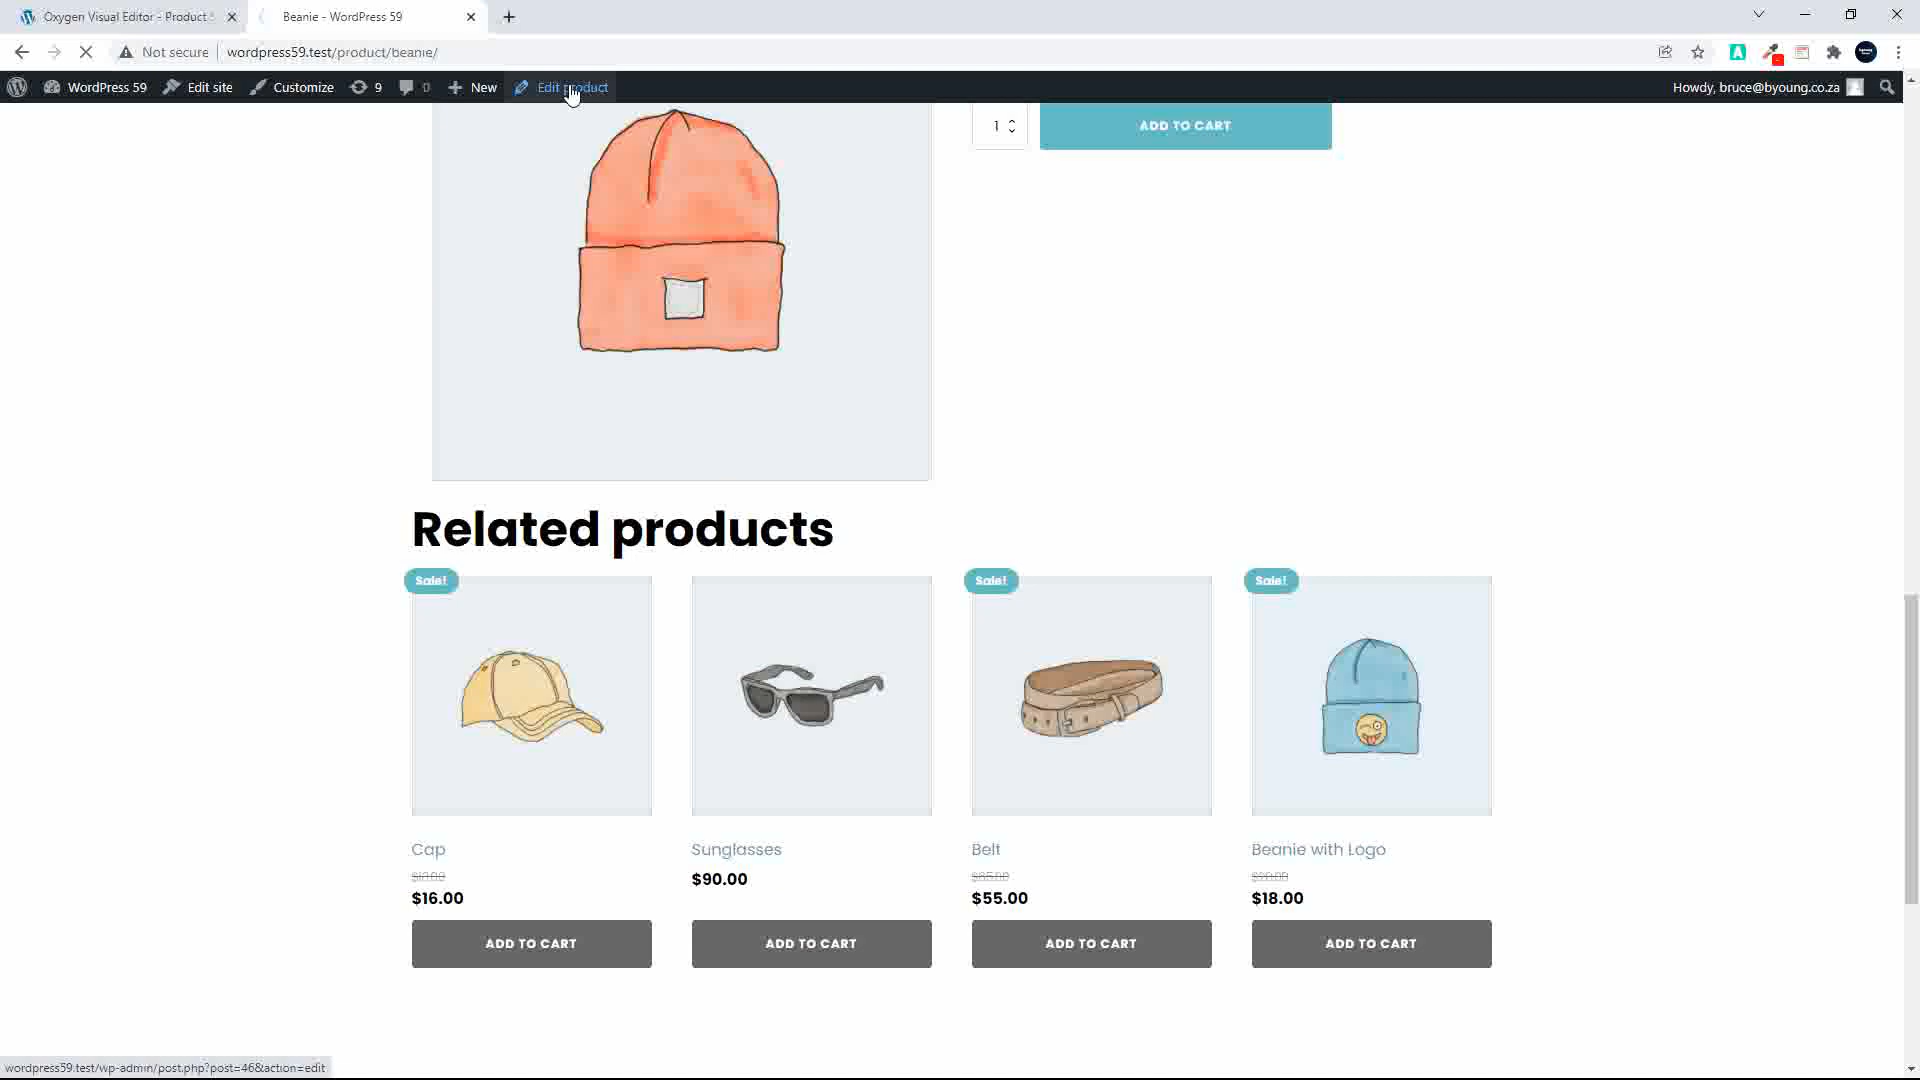 Oxygen Visual Editor - Product
Beanie - WordPress 59
Not secure
wordpress59.test/product/beanie/
WordPress 59
Edit site
Customize
9
0
New
Edit product
Howdy, bruce@byoung.co.za
1
ADD TO CART
Related products
Sale!
Sale!
Sale!
Cap
Sunglasses
Belt
Beanie with Logo
$18.00
$65.00
$20.00
$16.00
$90.00
$55.00
$18.00
ADD TO CART
ADD TO CART
ADD TO CART
ADD TO CART
wordpress59.test/wp-admin/post.php?post=46&action=edit